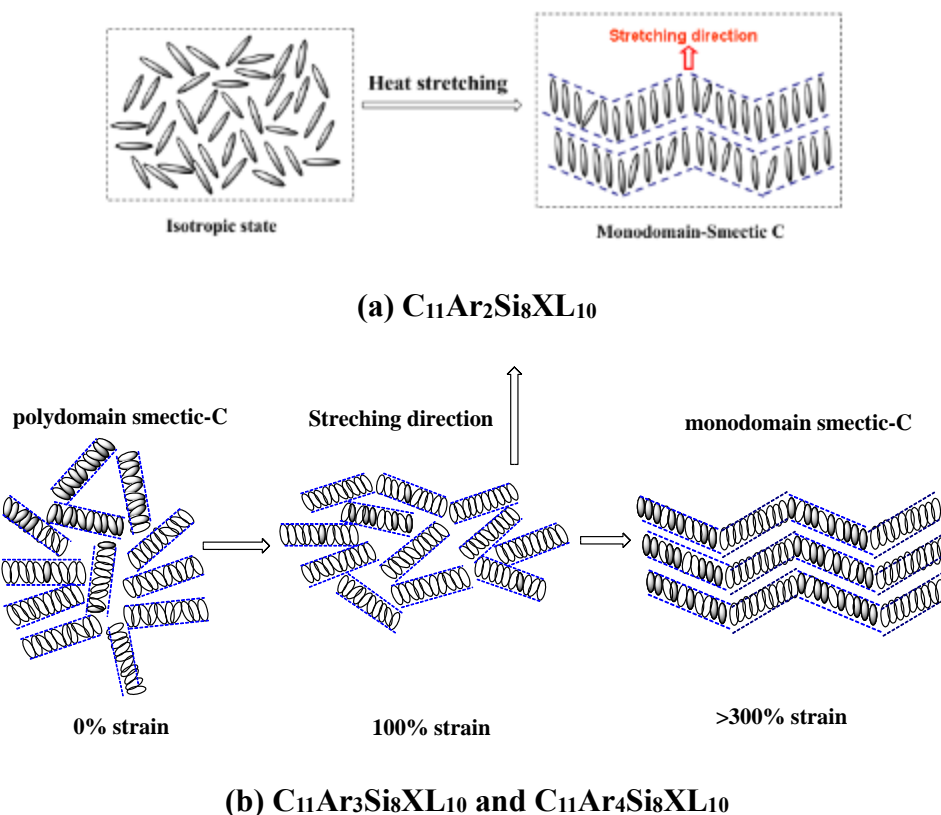 Stretching direction
Heat stretching
Isotropic state
Monodomain-Smectic C
(a) C₁₁Ar₂Si₈XL₁₀
polydomain smectic-C
Streching direction
monodomain smectic-C
0% strain
100% strain
>300% strain
(b) C₁₁Ar₃Si₈XL₁₀ and C₁₁Ar₄Si₈XL₁₀